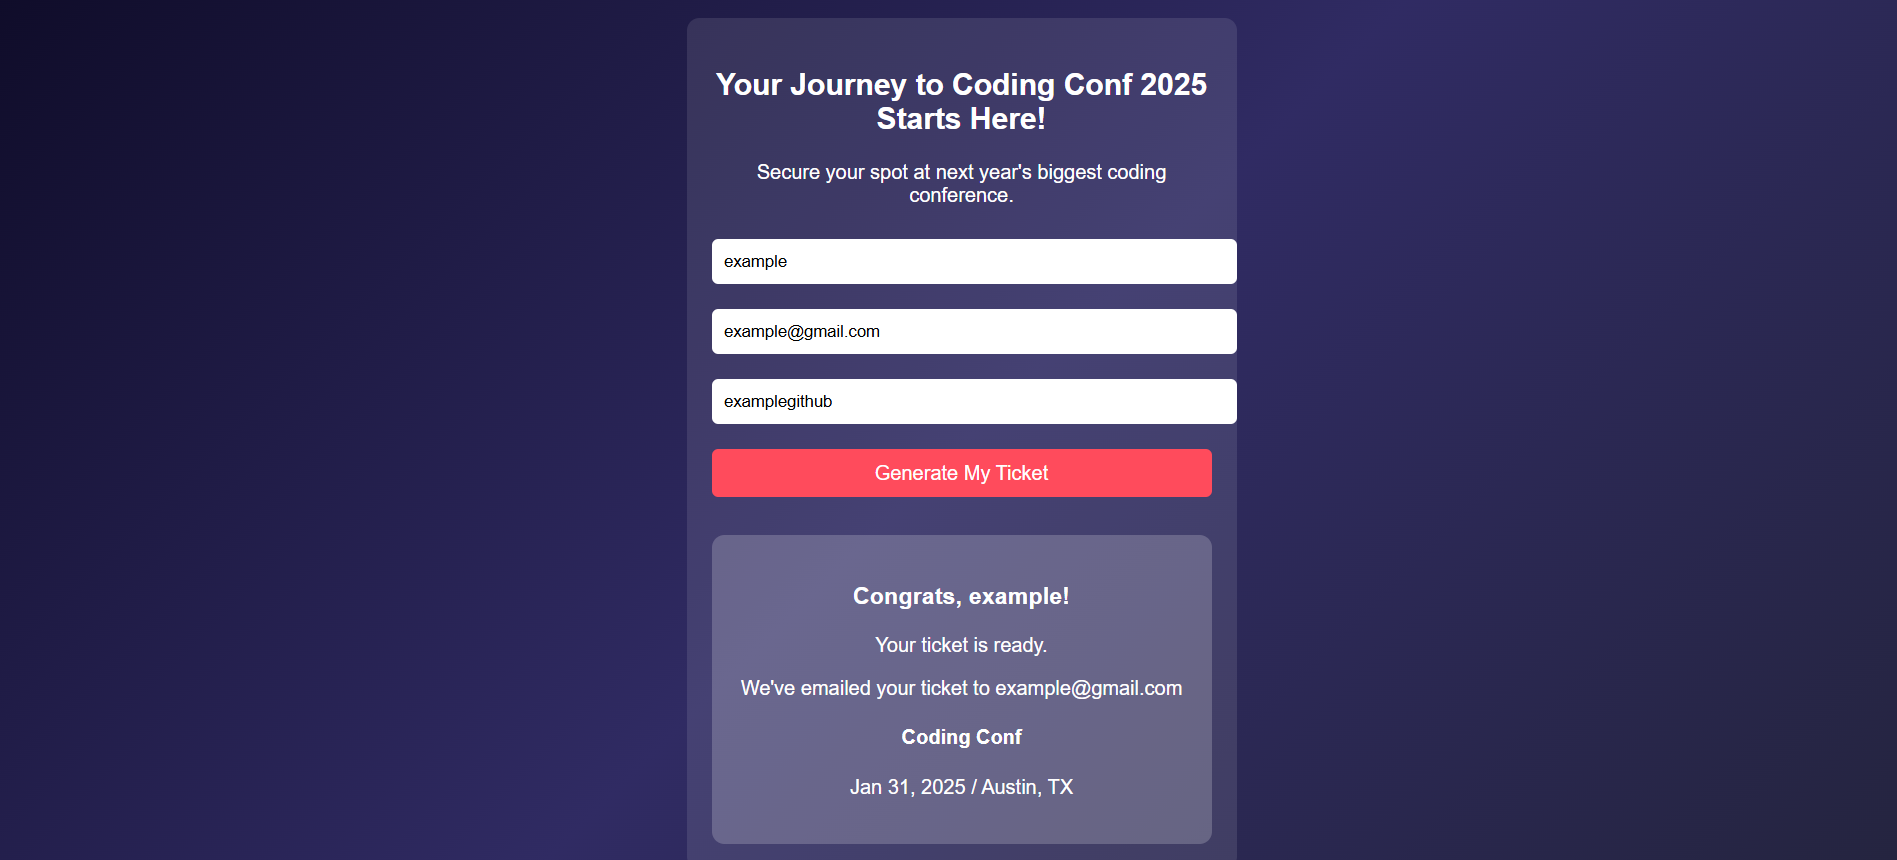 Your Journey to Coding Conf 2025
Starts Here!
Secure your spot at next year's biggest coding
conference.
example
example@gmail.com
examplegithub
Generate My Ticket
Congrats, example!
Your ticket is ready.
We've emailed your ticket to example@gmail.com
Coding Conf
Jan 31, 2025 / Austin, TX